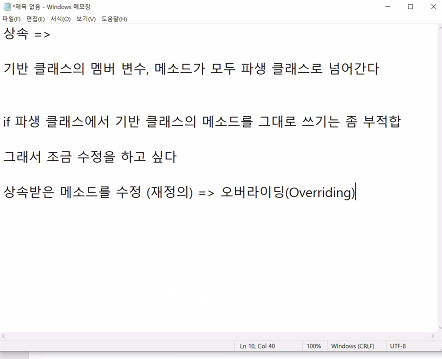 *제목 없음 - Windows 메모장
파일(F) 편집(E) 서식(O) 보기(V) 도움말(H)
상속 =>
기반 클래스의 멤버 변수, 메소드가 모두 파생 클래스로 넘어간다
if 파생 클래스에서 기반 클래스의 메소드를 그대로 쓰기는 좀 부적합
그래서 조금 수정을 하고 싶다
상속받은 메소드를 수정 (재정의) => 오버라이딩(Overriding)
Ln 10, Col 40 100% Windows (CRLF) UTF-8